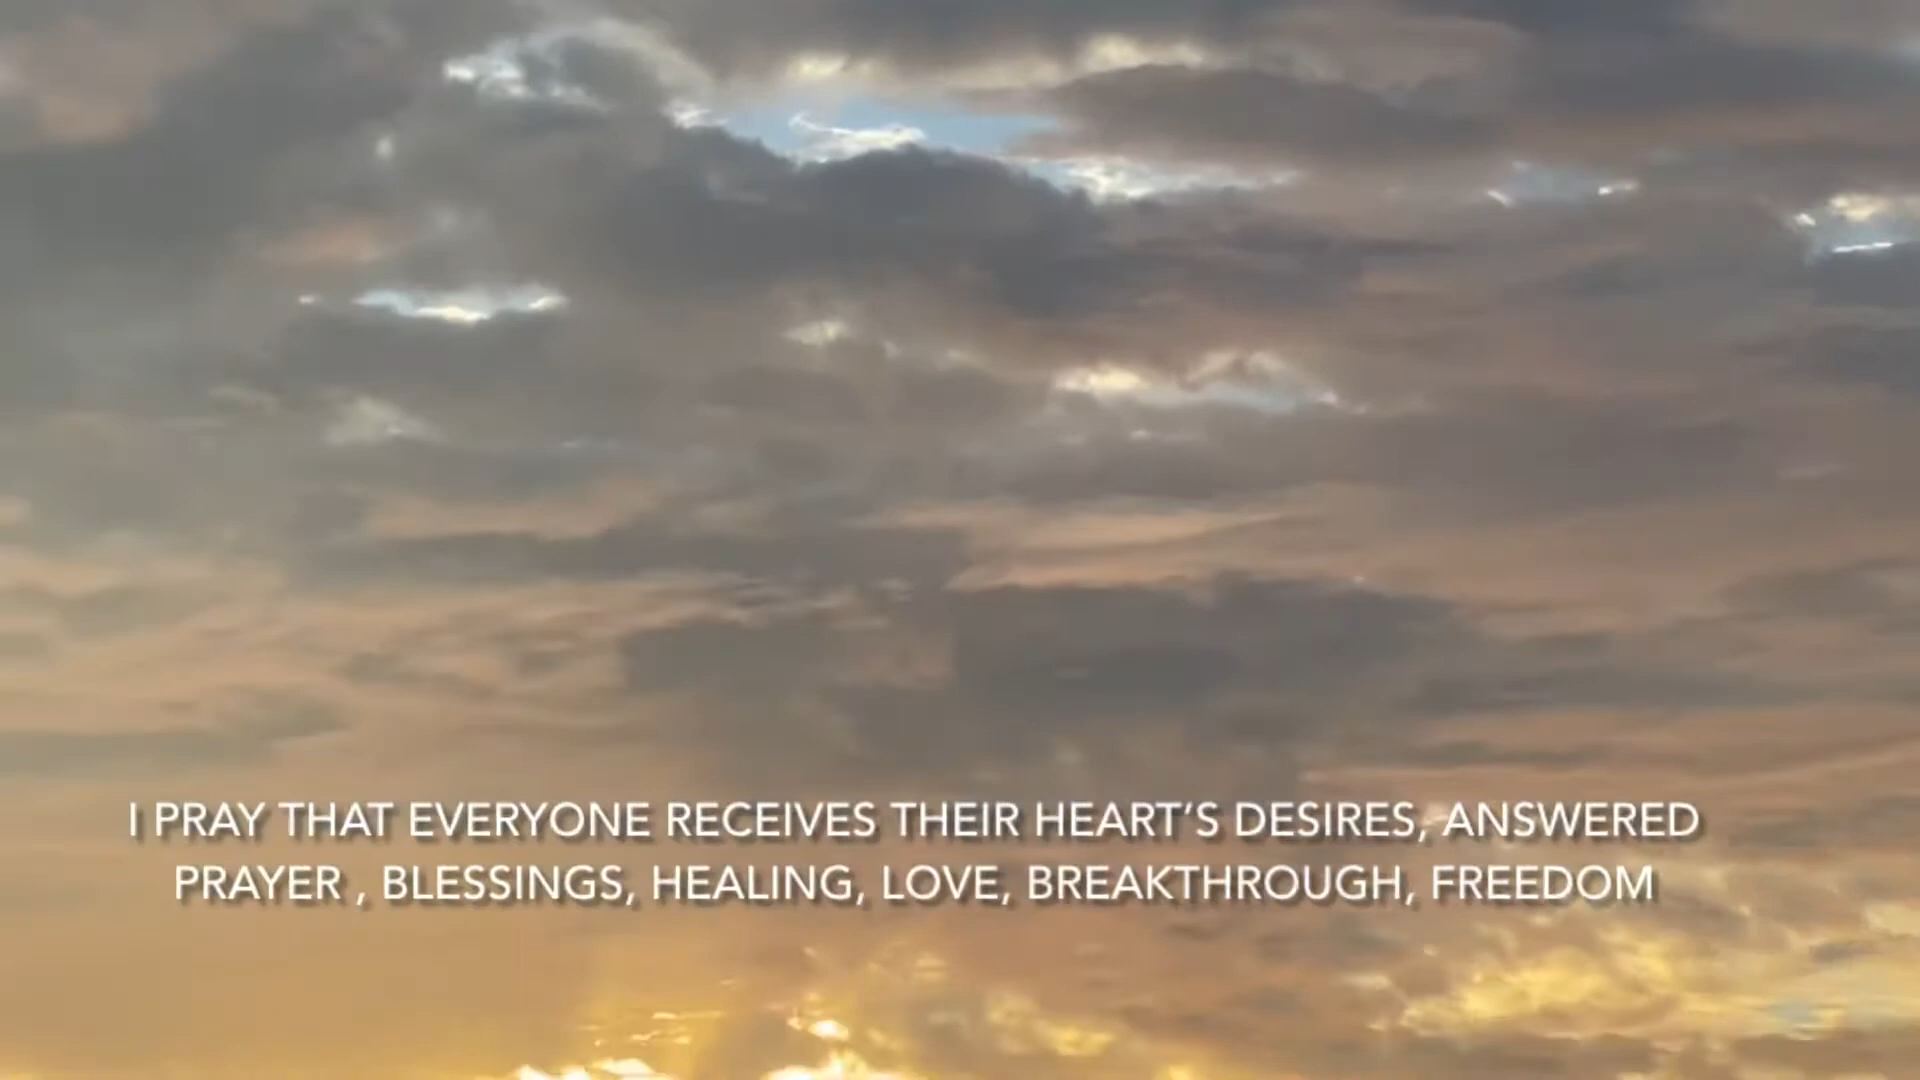 I PRAY THAT EVERYONE RECEIVES THEIR HEART’S DESIRES, ANSWERED
PRAYER , BLESSINGS, HEALING, LOVE, BREAKTHROUGH, FREEDOM